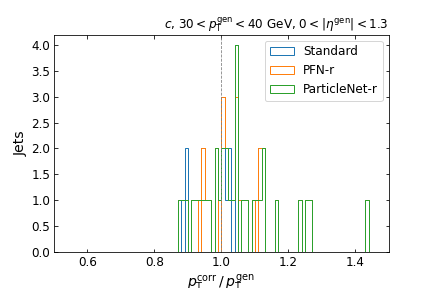 c, 30 < p_T^gen < 40 GeV, 0 < |η^gen| < 1.3
4.0
3.5
3.0
2.5
2.0
1.5
1.0
0.5
0.0
Jets
Standard
PFN-r
ParticleNet-r
0.6 0.8 1.0 1.2 1.4
p_T^corr / p_T^gen